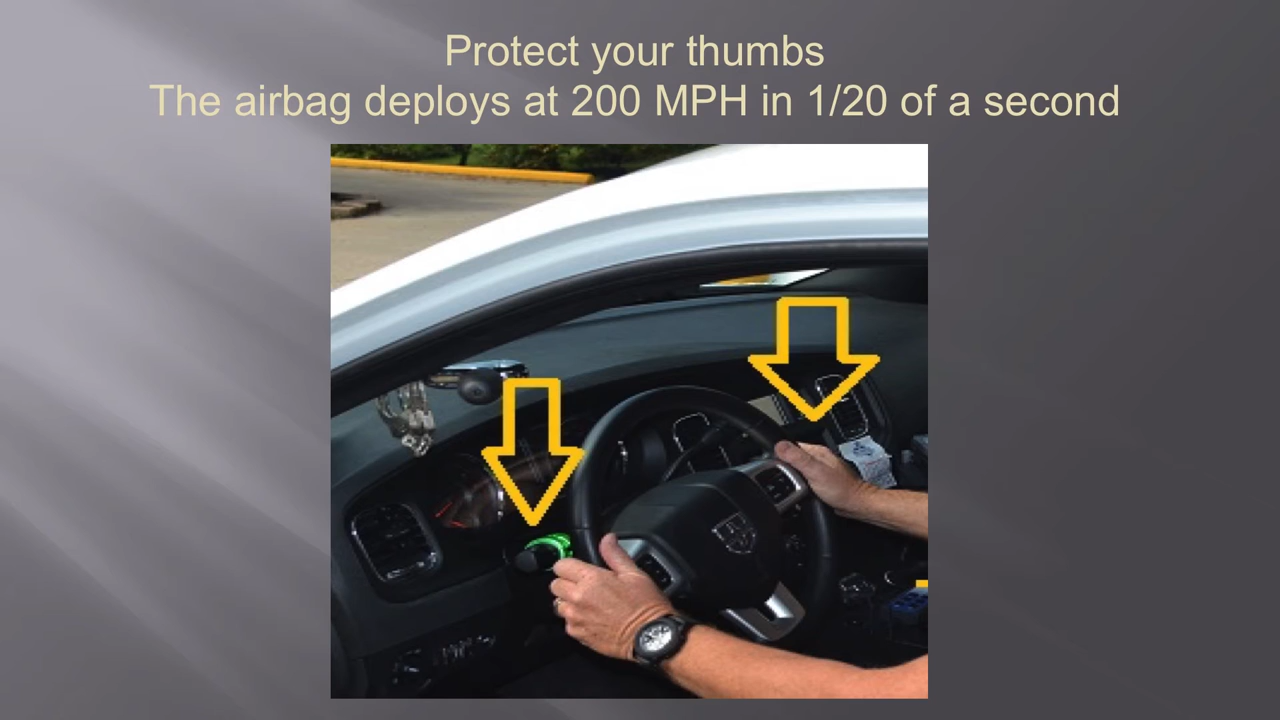 Protect your thumbs
The airbag deploys at 200 MPH in 1/20 of a second